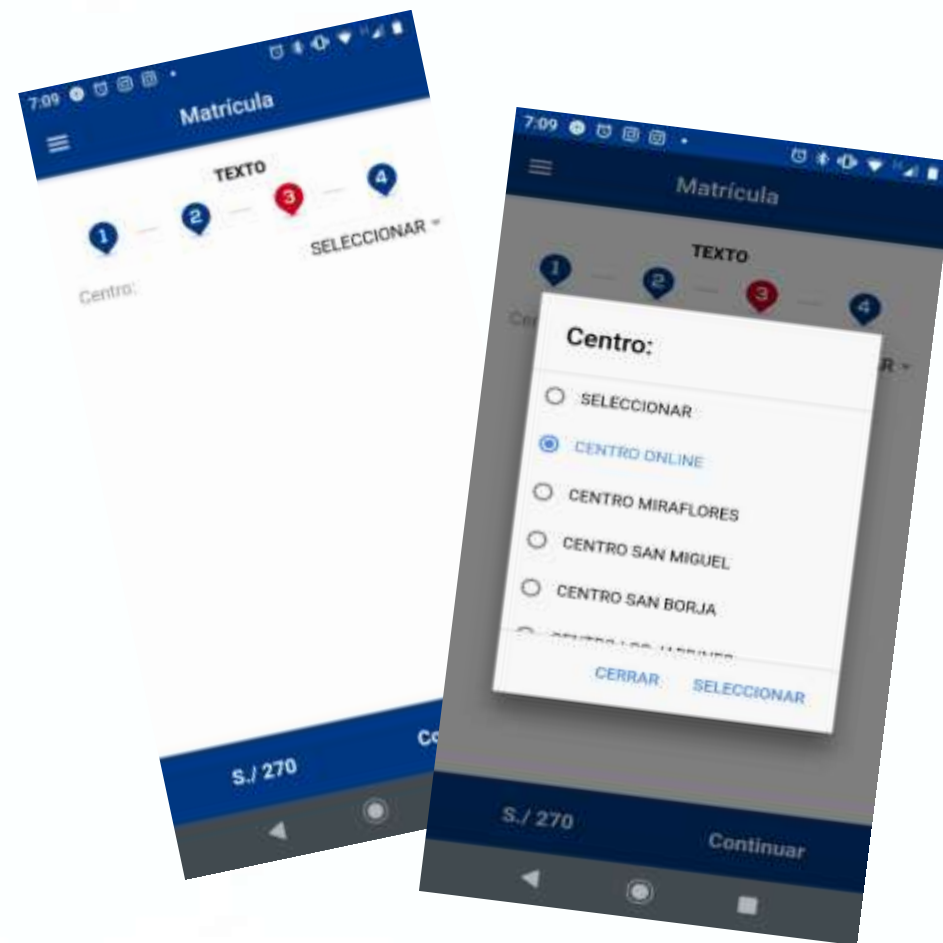 7:09
Matrícula
TEXTO
1 2 3 4
SELECCIONAR
Centro:
S./ 270
7:09
Matrícula
TEXTO
1 2 3 4
Centro:
SELECCIONAR
CENTRO ONLINE
CENTRO MIRAFLORES
CENTRO SAN MIGUEL
CENTRO SAN BORJA
CERRAR SELECCIONAR
S./ 270 Continuar